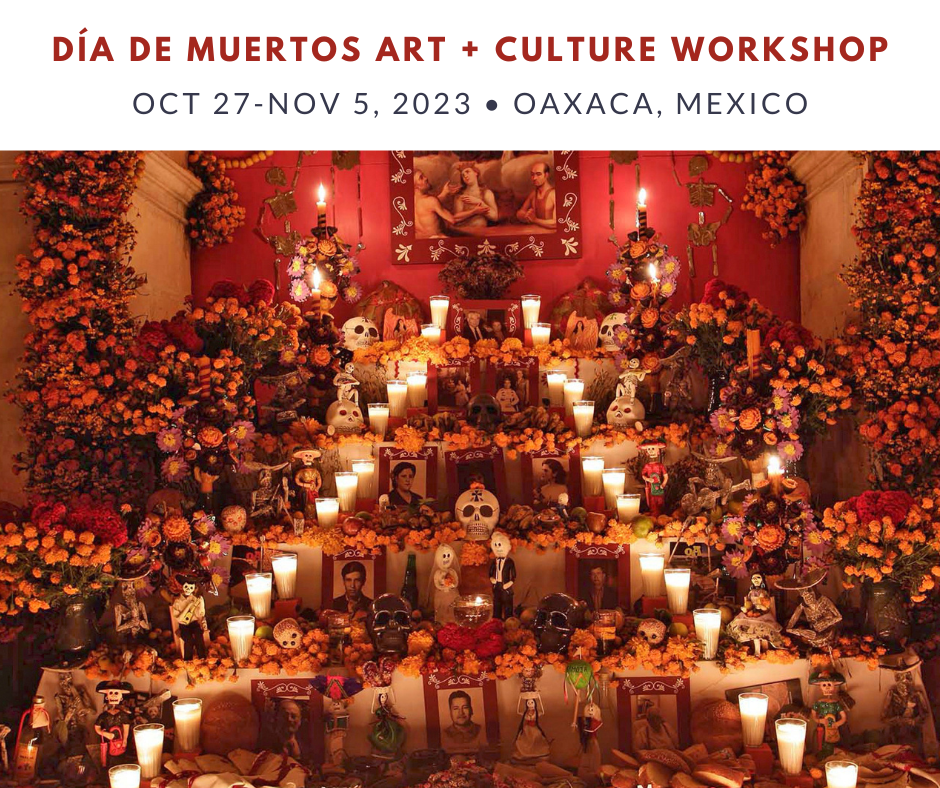 DÍA DE MUERTOS ART + CULTURE WORKSHOP
OCT 27-NOV 5, 2023 • OAXACA, MEXICO